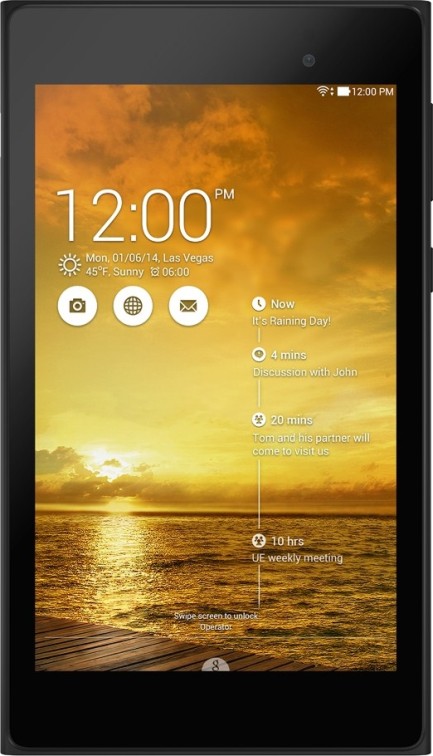 12:00 PM
12:00 PM
Mon, 01/06/14, Las Vegas
45°F, Sunny 06:00
Now
It's Raining Day!
4 mins
Discussion with John
20 mins
Tom and his partner will
come to visit us
10 hrs
UE weekly meeting
Swipe screen to unlock
Operator
g